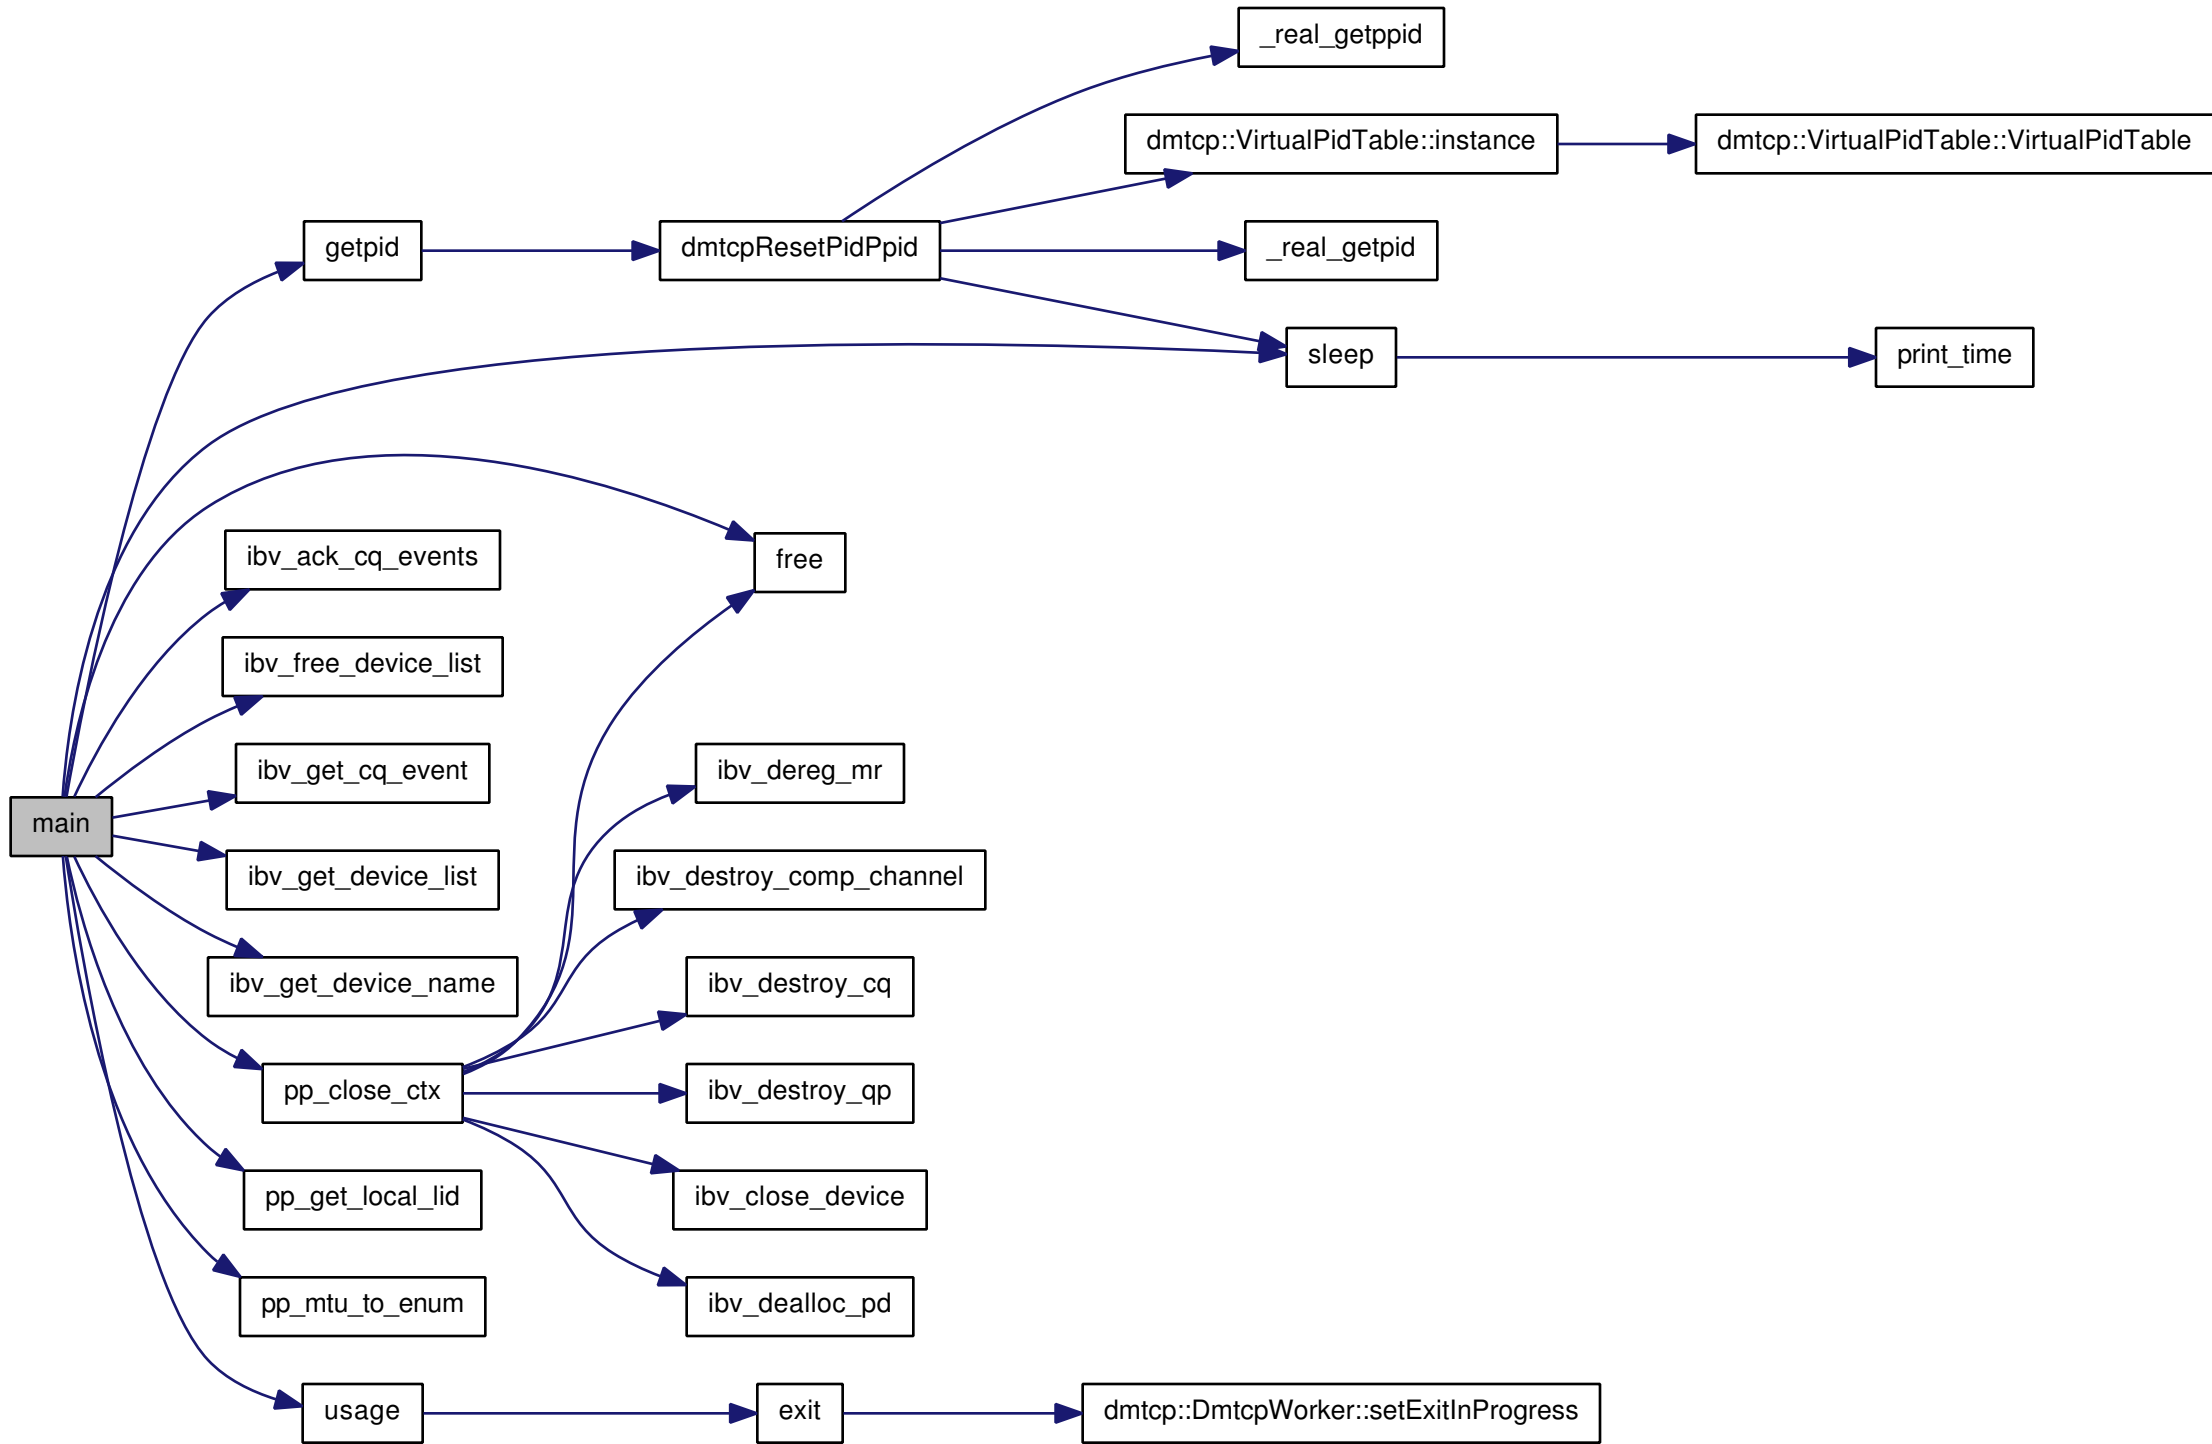 _real_getppid
dmtcp::VirtualPidTable::instance
dmtcp::VirtualPidTable::VirtualPidTable
getpid
dmtcpResetPidPpid
_real_getpid
sleep
print_time
ibv_ack_cq_events
free
ibv_free_device_list
ibv_get_cq_event
ibv_dereg_mr
main
ibv_get_device_list
ibv_destroy_comp_channel
ibv_get_device_name
ibv_destroy_cq
pp_close_ctx
ibv_destroy_qp
pp_get_local_lid
ibv_close_device
pp_mtu_to_enum
ibv_dealloc_pd
usage
exit
dmtcp::DmtcpWorker::setExitInProgress